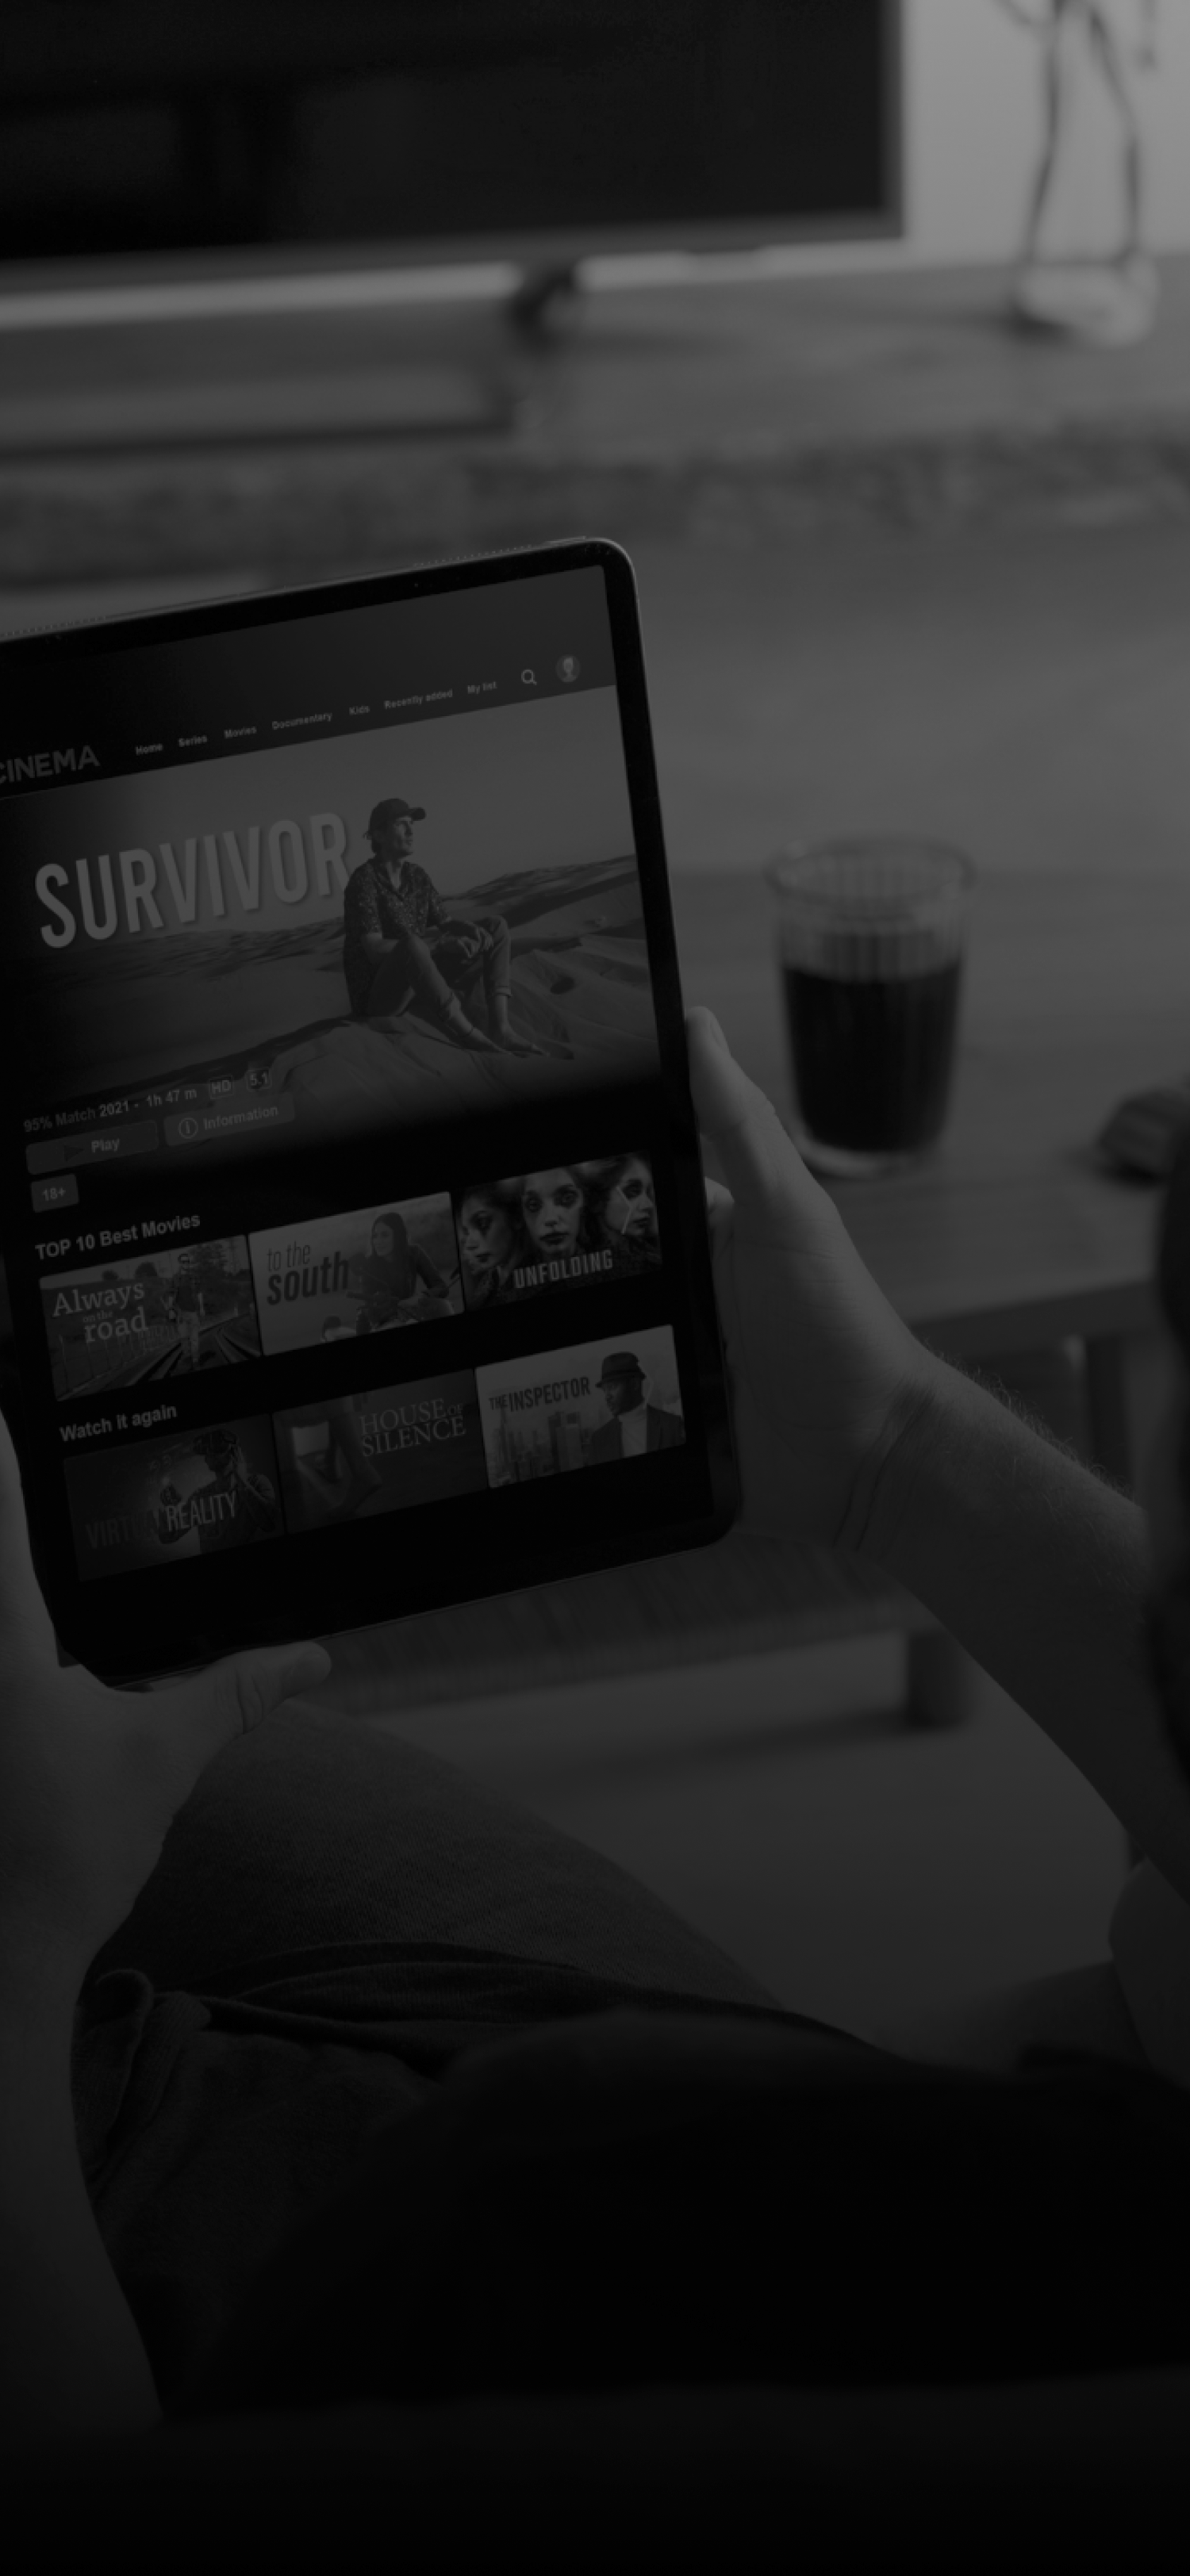 CINEMA
Home Series Movies Documentary Kids Recently added My list
SURVIVOR
95% Match 2021 - 1h 47 m HD 5.1
Play Information
18+
TOP 10 Best Movies
Always
on the
road
to the
south
UNFOLDING
Watch it again
VIRTUAL REALITY
HOUSE OF
SILENCE
THE INSPECTOR